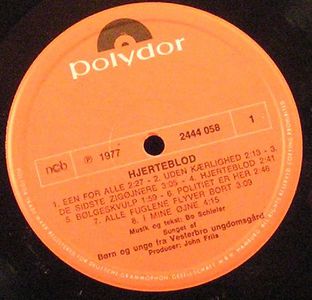 polydor
ncb
℗ 1977
2444 058
1
HJERTEBLOD
1. EEN FOR ALLE 2:27 - 2. UDEN KÆRLIGHED 2:13 - 3.
DE SIDSTE ZIGØJNERE 3:05 - 4. HJERTEBLOD 2:41
5. BØLGESKVULP 1:59 - 6. POLITIET ER HER 2:46
7. ALLE FUGLENE FLYVER BORT 3:09
8. I MINE ØJNE 4:15
Musik og tekst: Bo Schiøler
Sunget af
Børn og unge fra Vesterbro ungdomsgård
Producer: John Friis